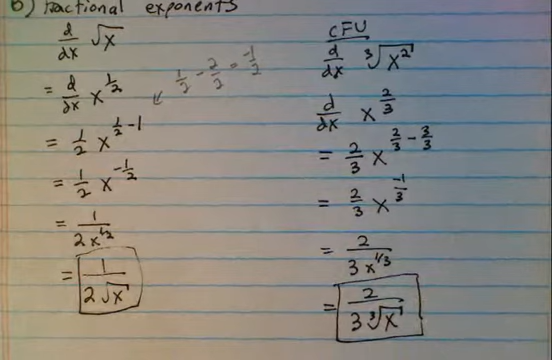 6) fractional exponents
d/dx √x
= d/dx x^(1/2)
1/2 - 2/2 = -1/2
= 1/2 x^(1/2 - 1)
= 1/2 x^(-1/2)
= 1/(2x^(1/2))
= 1/(2√x)
CFU
d/dx ∛(x²)
d/dx x^(2/3)
= 2/3 x^(2/3 - 3/3)
= 2/3 x^(-1/3)
= 2/(3x^(1/3))
= 2/(3∛x)